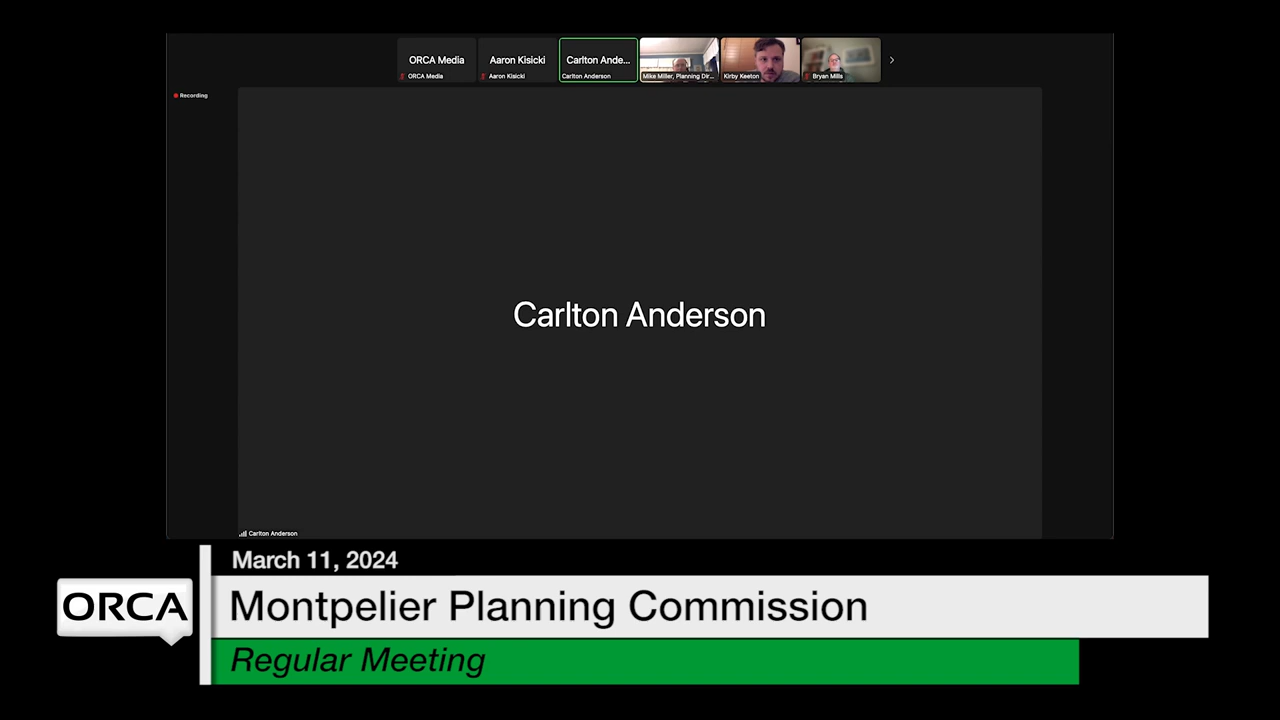 ORCA Media
Aaron Kisicki
Carlton Ande...
ORCA Media
Aaron Kisicki
Carlton Anderson
Mike Miller, Planning Dir...
Kirby Keeton
Bryan Mills
Recording
Carlton Anderson
Carlton Anderson
March 11, 2024
ORCA
Montpelier Planning Commission
Regular Meeting